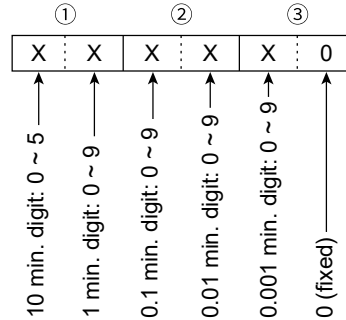 ① ② ③
X X X X X 0
10 min. digit: 0 ~ 5
1 min. digit: 0 ~ 9
0.1 min. digit: 0 ~ 9
0.01 min. digit: 0 ~ 9
0.001 min. digit: 0 ~ 9
0 (fixed)